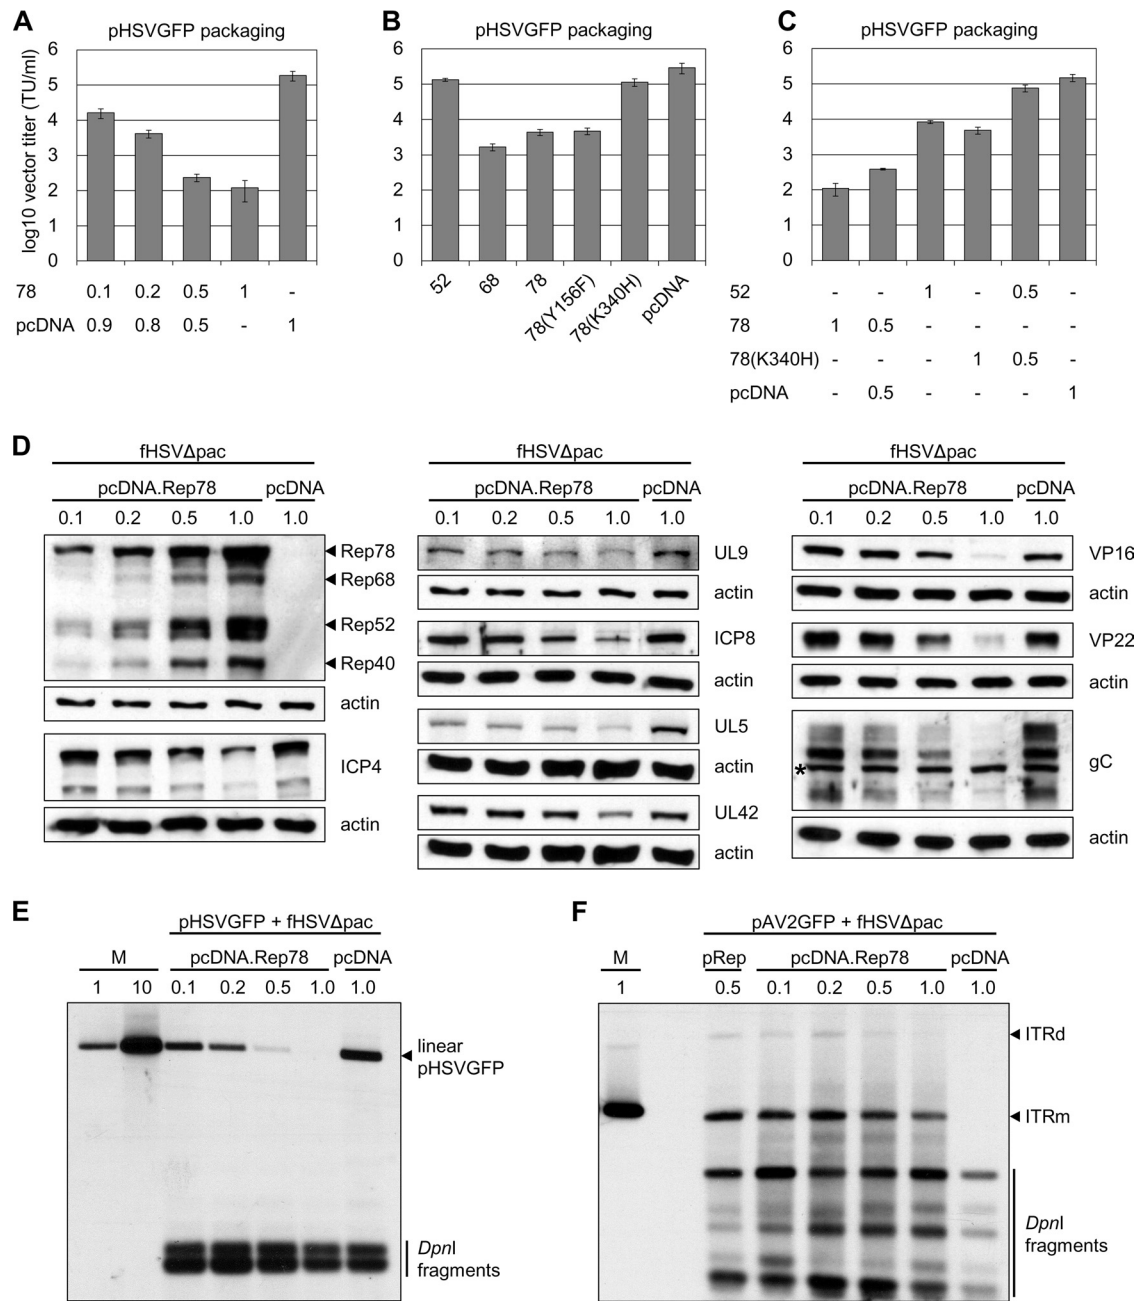 A
pHSVGFP packaging
log10 vector titer (TU/ml)
6
5
4
3
2
1
0
78 0.1 0.2 0.5 1 -
pcDNA 0.9 0.8 0.5 - 1
B
pHSVGFP packaging
6
5
4
3
2
1
0
52 68 78 78(Y156F) 78(K340H) pcDNA
C
pHSVGFP packaging
6
5
4
3
2
1
0
52 - - 1 - 0.5 -
78 1 0.5 - - - -
78(K340H) - - - 1 0.5 -
pcDNA - 0.5 - - - 1
D
fHSVΔpac
pcDNA.Rep78 pcDNA
0.1 0.2 0.5 1.0 1.0
Rep78
Rep68
Rep52
Rep40
actin
ICP4
actin
fHSVΔpac
pcDNA.Rep78 pcDNA
0.1 0.2 0.5 1.0 1.0
UL9
actin
ICP8
actin
UL5
actin
UL42
actin
fHSVΔpac
pcDNA.Rep78 pcDNA
0.1 0.2 0.5 1.0 1.0
VP16
actin
VP22
actin
* gC
actin
E
pHSVGFP + fHSVΔpac
M pcDNA.Rep78 pcDNA
1 10 0.1 0.2 0.5 1.0 1.0
linear
pHSVGFP
DpnI
fragments
F
pAV2GFP + fHSVΔpac
M pRep pcDNA.Rep78 pcDNA
1 0.5 0.1 0.2 0.5 1.0 1.0
ITRd
ITRm
DpnI
fragments